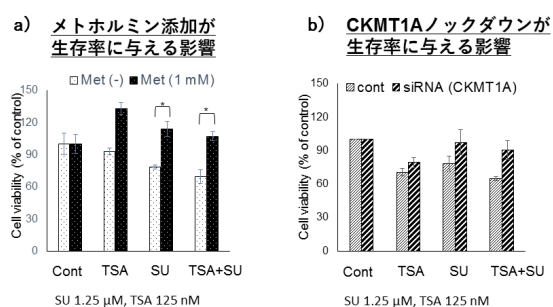 a) メトホルミン添加が
生存率に与える影響
Met (-) Met (1 mM)
Cell viability (% of control)
150
120
90
60
30
0
* *
Cont TSA SU TSA+SU
SU 1.25 μM, TSA 125 nM
b) CKMT1Aノックダウンが
生存率に与える影響
cont siRNA (CKMT1A)
Cell viability (% of control)
150
120
90
60
30
0
Cont TSA SU TSA+SU
SU 1.25 μM, TSA 125 nM